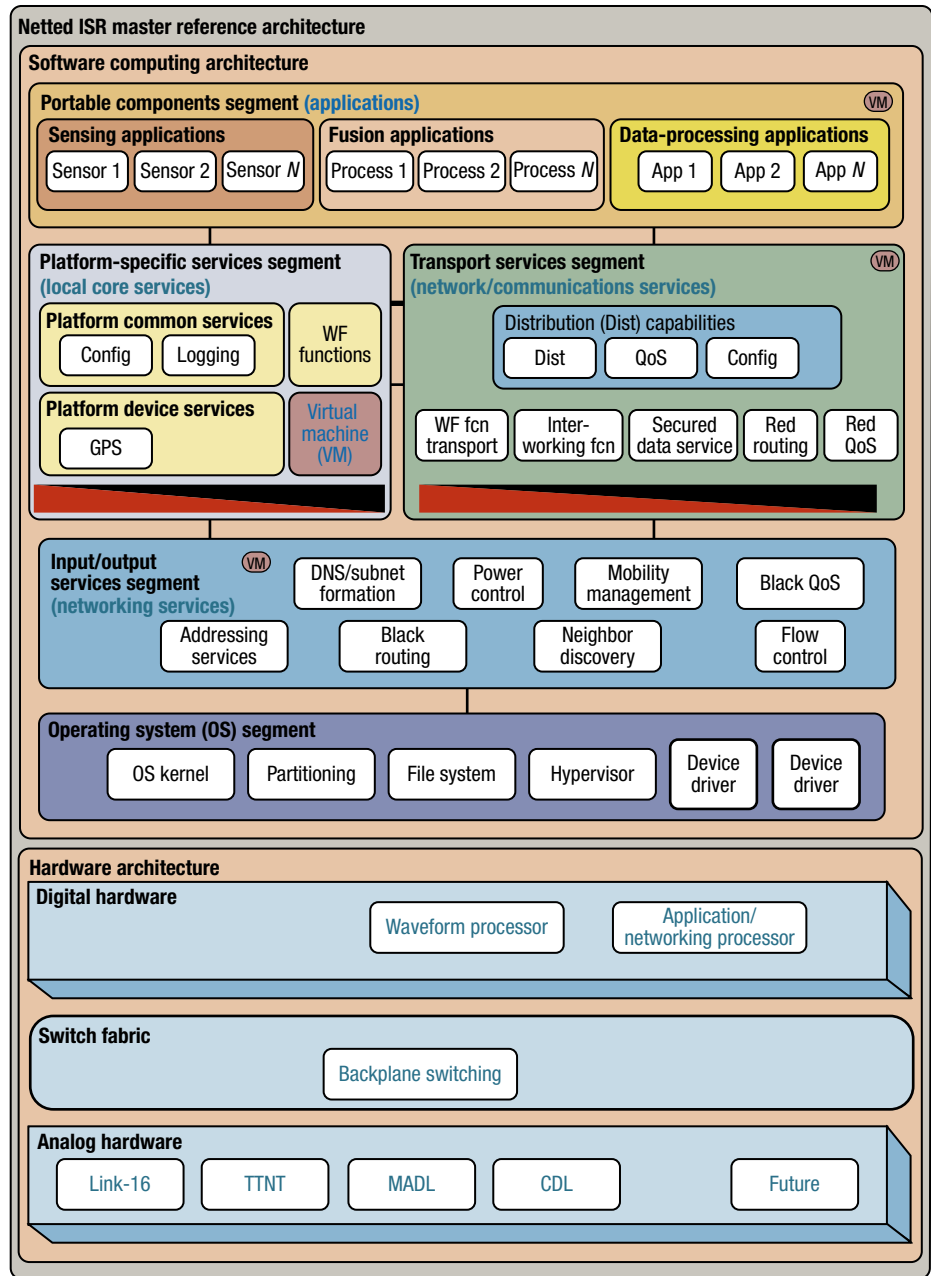 Netted ISR master reference architecture
Software computing architecture
Portable components segment (applications)
VM
Sensing applications
Sensor 1
Sensor 2
Sensor N
Fusion applications
Process 1
Process 2
Process N
Data-processing applications
App 1
App 2
App N
Platform-specific services segment
(local core services)
Platform common services
Config
Logging
WF
functions
Platform device services
GPS
Virtual
machine
(VM)
Transport services segment
VM
(network/communications services)
Distribution (Dist) capabilities
Dist
QoS
Config
WF fcn
transport
Inter-
working fcn
Secured
data service
Red
routing
Red
QoS
Input/output
services segment
(networking services)
VM
DNS/subnet
formation
Power
control
Mobility
management
Black QoS
Addressing
services
Black
routing
Neighbor
discovery
Flow
control
Operating system (OS) segment
OS kernel
Partitioning
File system
Hypervisor
Device
driver
Device
driver
Hardware architecture
Digital hardware
Waveform processor
Application/
networking processor
Switch fabric
Backplane switching
Analog hardware
Link-16
TTNT
MADL
CDL
Future